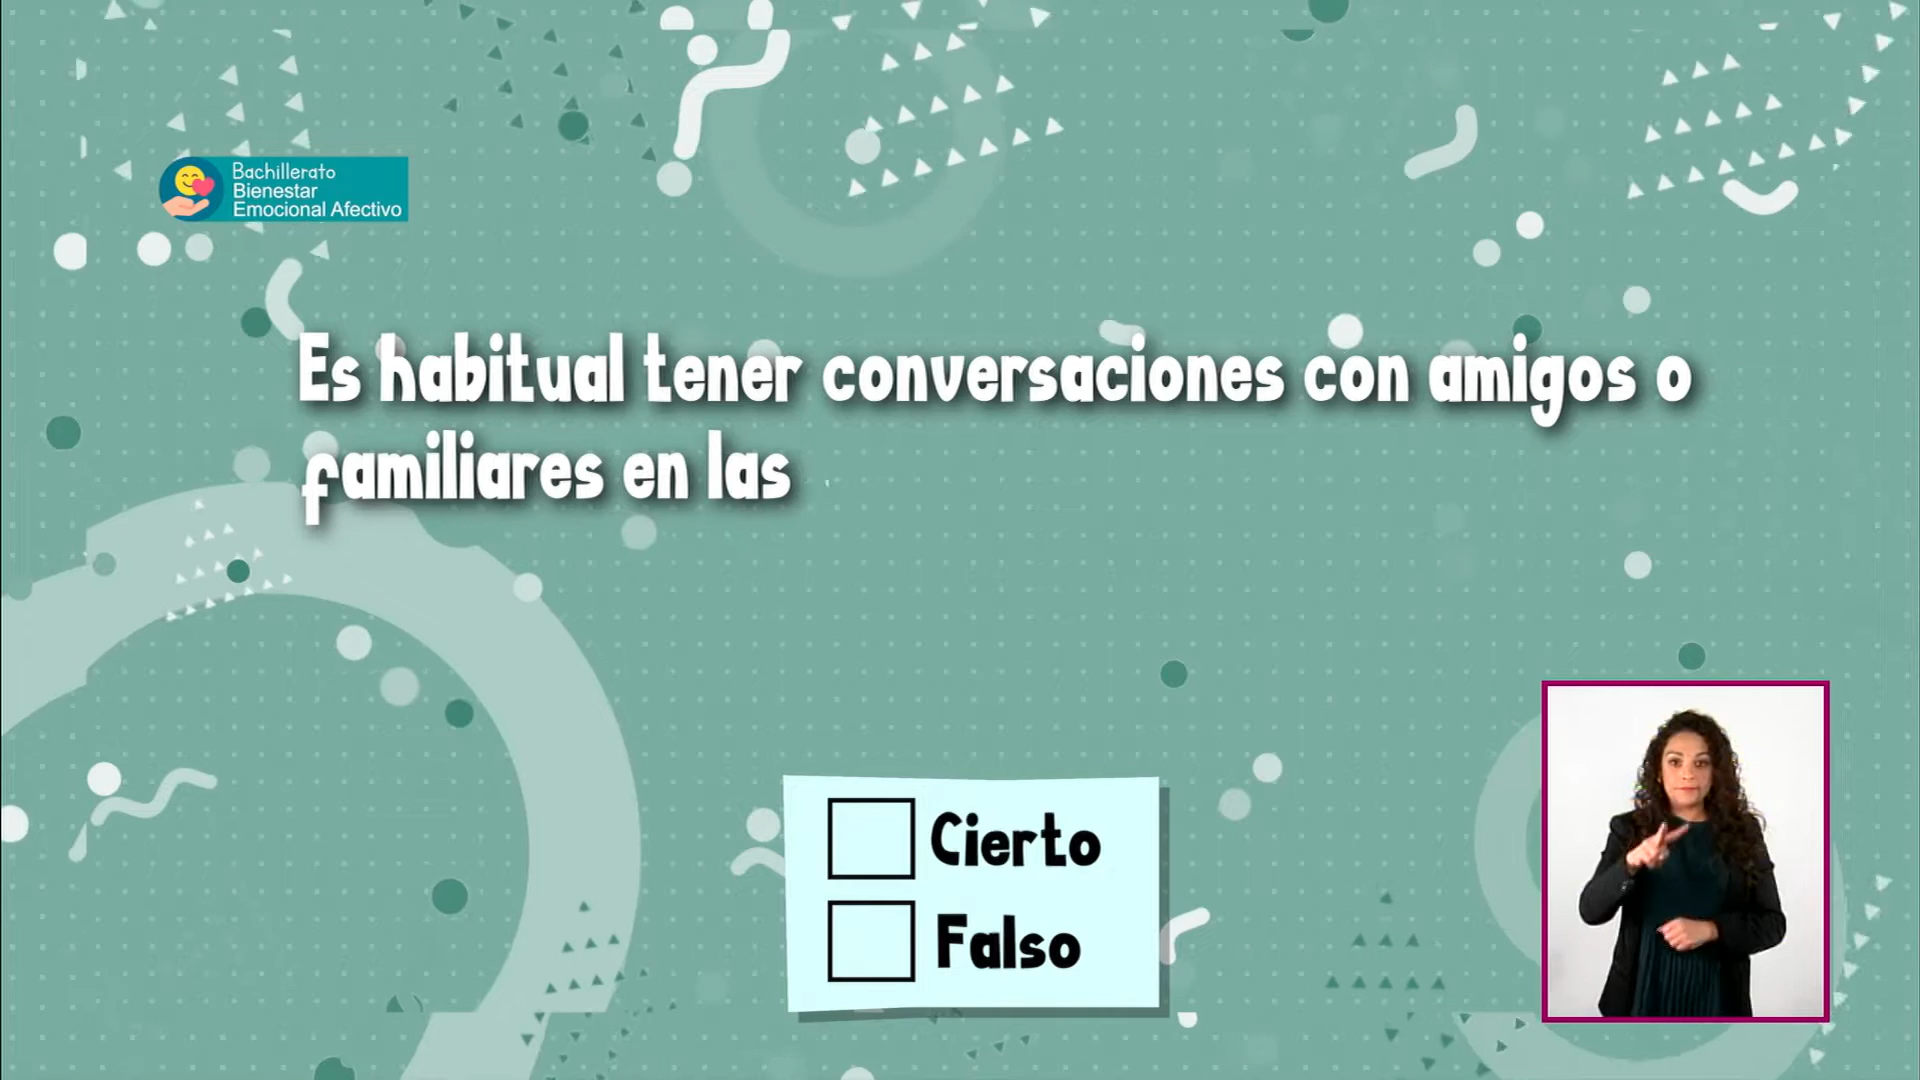 Bachillerato
Bienestar
Emocional Afectivo
Es habitual tener conversaciones con amigos o
familiares en las
Cierto
Falso